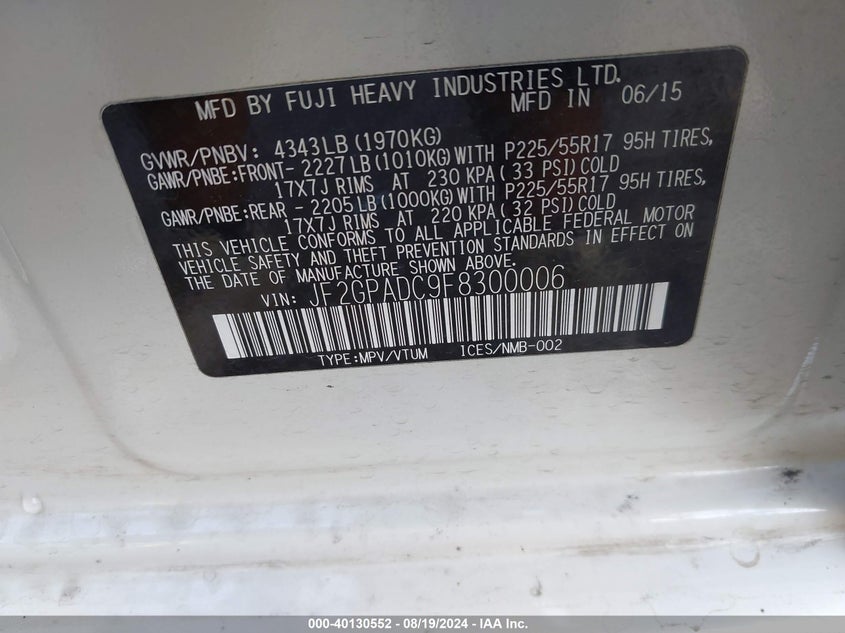 MFD BY FUJI HEAVY INDUSTRIES LTD.
MFD IN 06/15
GVWR/PNBV: 4343LB (1970KG)
GAWR/PNBE:FRONT- 2227LB (1010KG) WITH P225/55R17 95H TIRES,
17X7J RIMS AT 230 KPA ( 33 PSI) COLD
GAWR/PNBE:REAR - 2205LB (1000KG) WITH P225/55R17 95H TIRES,
17X7J RIMS AT 220 KPA ( 32 PSI) COLD
THIS VEHICLE CONFORMS TO ALL APPLICABLE FEDERAL MOTOR
VEHICLE SAFETY AND THEFT PREVENTION STANDARDS IN EFFECT ON
THE DATE OF MANUFACTURE SHOWN ABOVE.
VIN: JF2GPADC9F8300006
TYPE:MPV/VTUM ICES/NMB-002
000-40130552 - 08/19/2024 - IAA Inc.